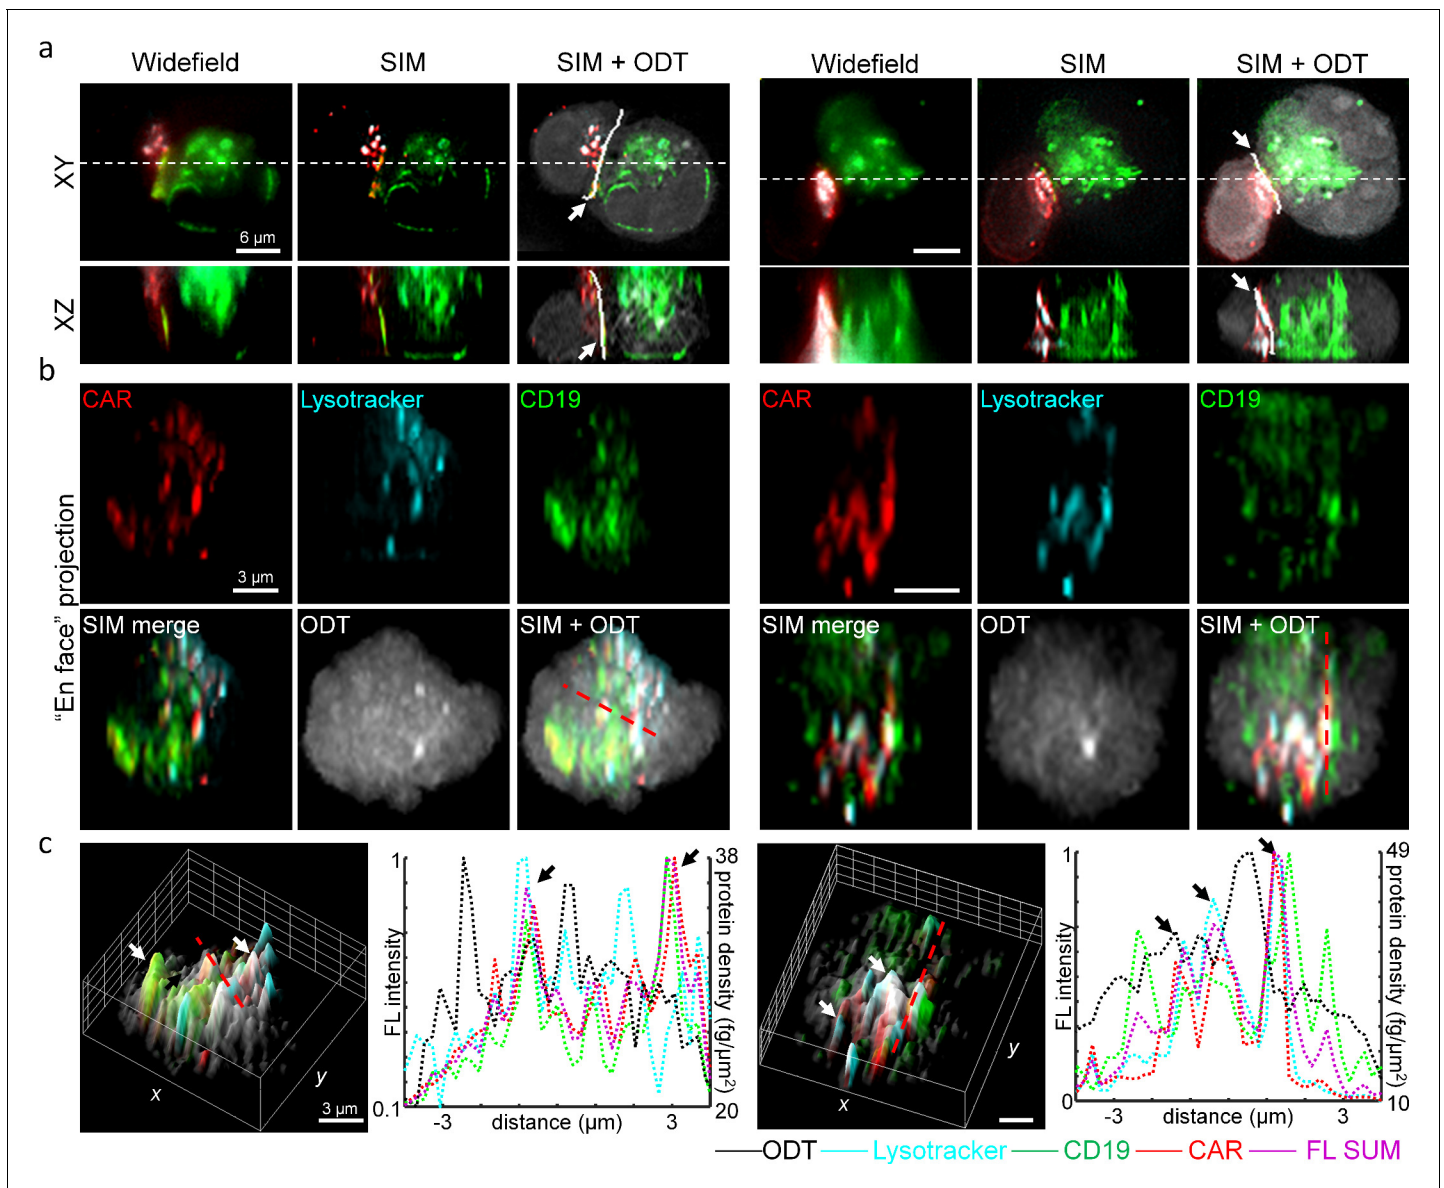 a
Widefield
SIM
SIM + ODT
Widefield
SIM
SIM + ODT
XY
6 µm
XZ
b
“En face” projection
CAR
Lysotracker
CD19
CAR
Lysotracker
CD19
3 µm
SIM merge
ODT
SIM + ODT
SIM merge
ODT
SIM + ODT
c
x
y
3 µm
1
0.1
FL intensity
-3
distance (µm)
3
38
20
protein density (fg/µm²)
x
y
1
0
FL intensity
-3
distance (µm)
3
49
10
protein density (fg/µm²)
ODT
Lysotracker
CD19
CAR
FL SUM